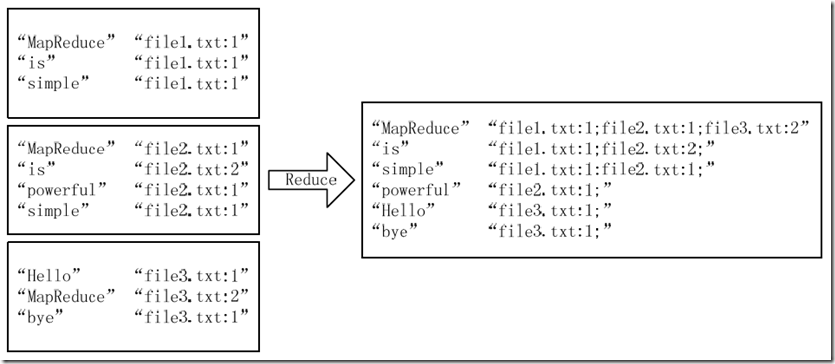 “MapReduce” “file1.txt:1”
“is” “file1.txt:1”
“simple” “file1.txt:1”
“MapReduce” “file2.txt:1”
“is” “file2.txt:2”
“powerful” “file2.txt:1”
“simple” “file2.txt:1”
“Hello” “file3.txt:1”
“MapReduce” “file3.txt:2”
“bye” “file3.txt:1”
Reduce
“MapReduce” “file1.txt:1;file2.txt:1;file3.txt:2”
“is” “file1.txt:1;file2.txt:2;”
“simple” “file1.txt:1;file2.txt:1;”
“powerful” “file2.txt:1;”
“Hello” “file3.txt:1;”
“bye” “file3.txt:1;”